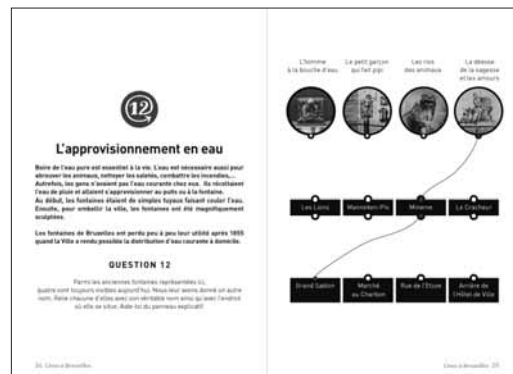 12
L'approvisionnement en eau
Boire de l'eau pure est essentiel à la vie. L'eau est nécessaire aussi pour
abreuver les animaux, nettoyer les saletés, combattre les incendies,...
Autrefois, les gens n'avaient pas l'eau courante chez eux. Ils récoltaient
l'eau de pluie et allaient s'approvisionner au puits ou à la fontaine.
Au début, les fontaines étaient de simples tuyaux faisant couler l'eau.
Ensuite, pour embellir la ville, les fontaines ont été magnifiquement
sculptées.
Les fontaines de Bruxelles ont perdu peu à peu leur utilité après 1855
quand la Ville a rendu possible la distribution d'eau courante à domicile.
QUESTION 12
Parmi les anciennes fontaines représentées ici,
quatre sont toujours visibles aujourd'hui. Nous leur avons donné un autre
nom. Relie chacune d'elles avec son véritable nom ainsi qu'avec l'endroit
où elle se situe. Aide-toi du panneau explicatif!
L'homme
à la bouche d'eau
Le petit garçon
qui fait pipi
Les rois
des animaux
La déesse
de la sagesse
et les amours
Les Lions
Manneken-Pis
Minerve
Le Cracheur
Grand Sablon
Marché
au Charbon
Rue de l'Étuve
Arrière de
l'Hôtel de Ville